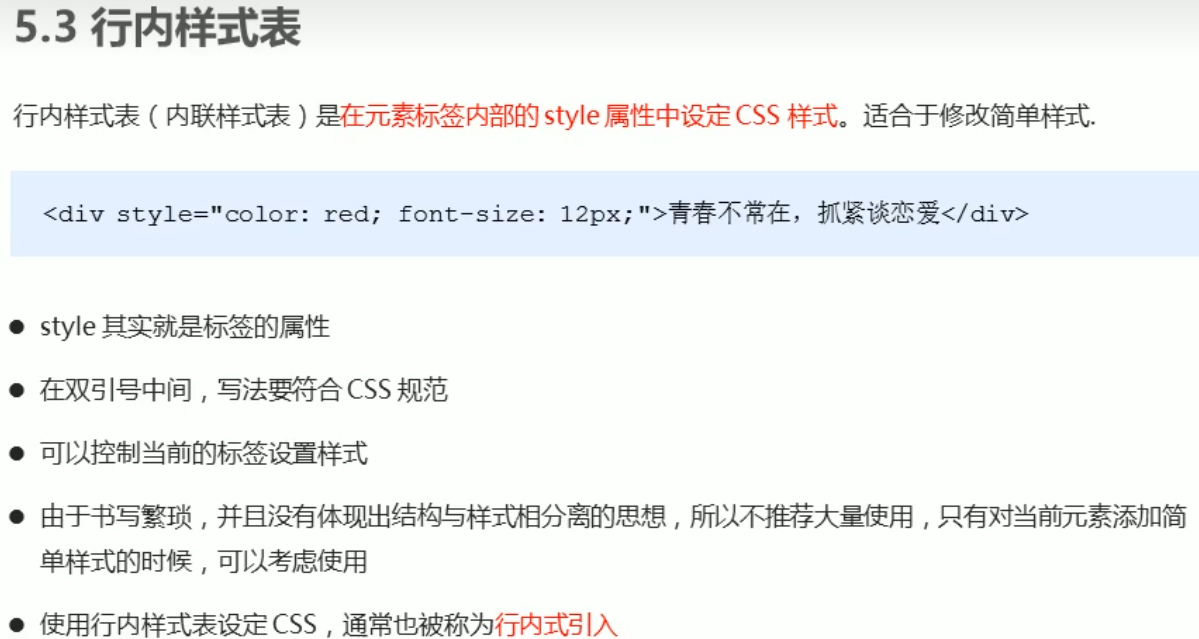 5.3 行内样式表
行内样式表（内联样式表）是在元素标签内部的 style 属性中设定 CSS 样式。适合于修改简单样式.
<div style="color: red; font-size: 12px;">青春不常在，抓紧谈恋爱</div>
● style 其实就是标签的属性
● 在双引号中间，写法要符合 CSS 规范
● 可以控制当前的标签设置样式
● 由于书写繁琐，并且没有体现出结构与样式相分离的思想，所以不推荐大量使用，只有对当前元素添加简
单样式的时候，可以考虑使用
● 使用行内样式表设定 CSS，通常也被称为行内式引入